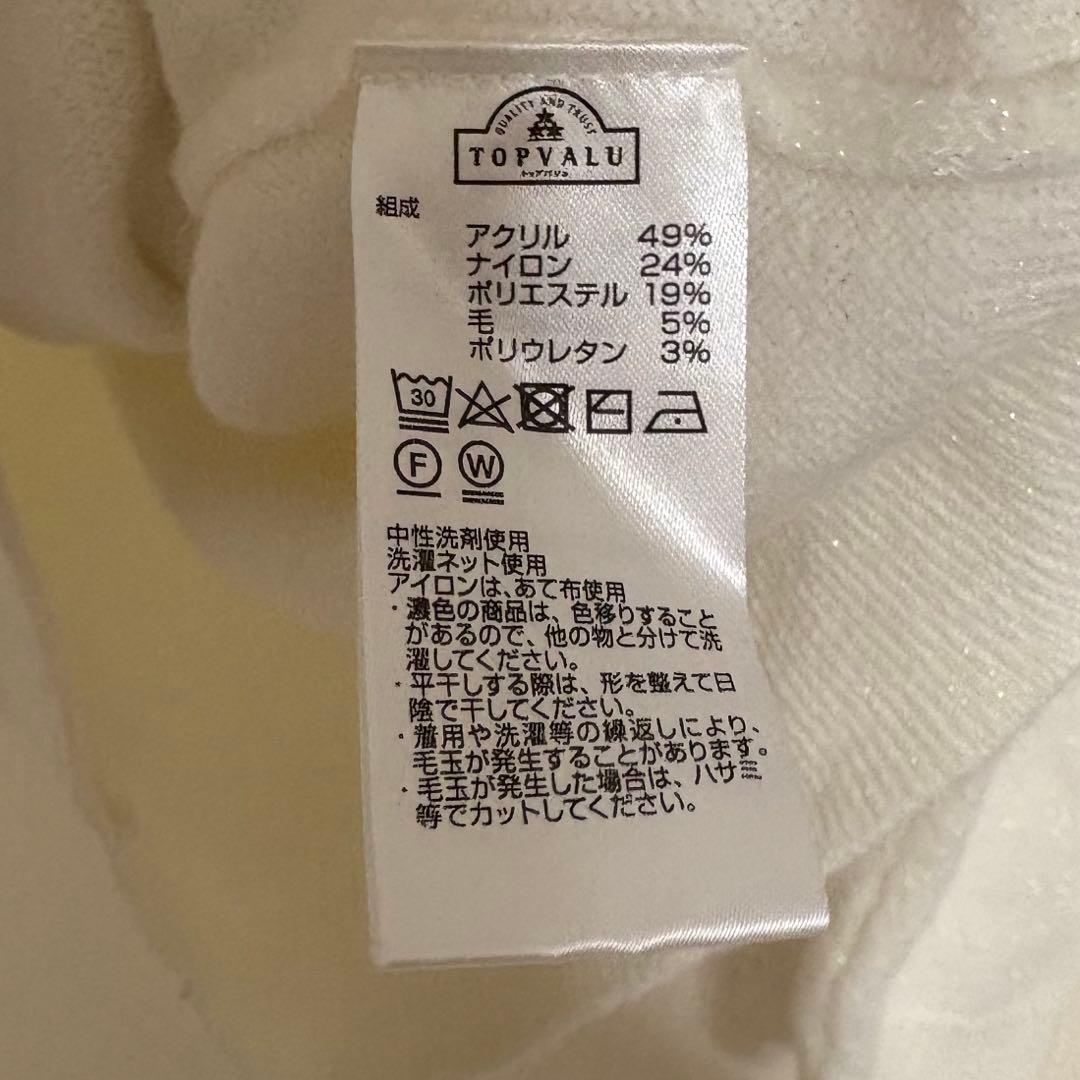 QUALITY AND TRUST
TOPVALU
トップバリュ
組成
アクリル 49%
ナイロン 24%
ポリエステル 19%
毛 5%
ポリウレタン 3%
30
F W
中性洗剤使用
洗濯ネット使用
アイロンは、あて布使用
・濃色の商品は、色移りすること
があるので、他の物と分けて洗
濯してください。
・平干しする際は、形を整えて日
陰で干してください。
・着用や洗濯等の繰返しにより、
毛玉が発生することがあります。
・毛玉が発生した場合は、ハサミ
等でカットしてください。